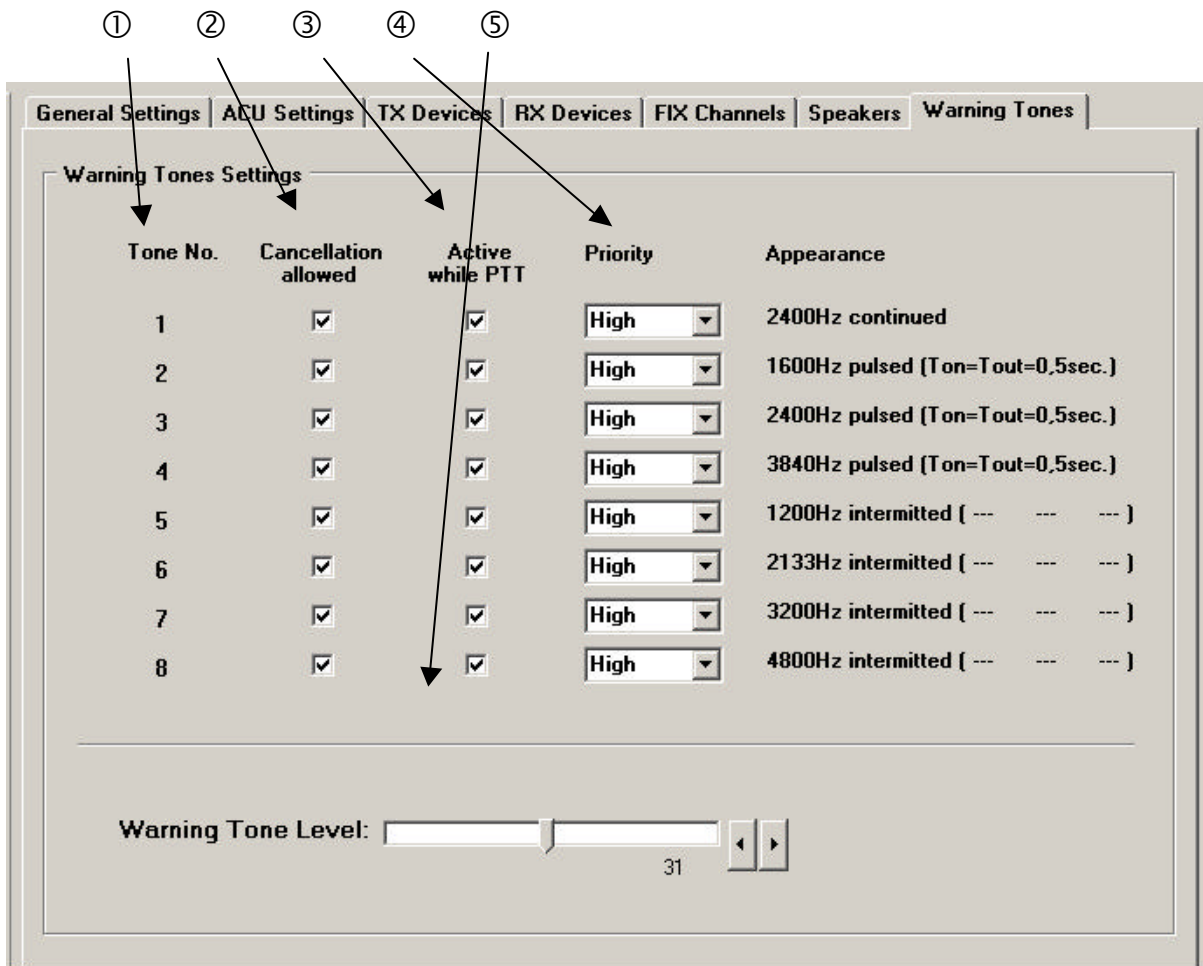 ① ② ③ ④ ⑤
General Settings ACU Settings TX Devices RX Devices FIX Channels Speakers Warning Tones
Warning Tones Settings
Tone No. Cancellation allowed Active while PTT Priority Appearance
1 High 2400Hz continued
2 High 1600Hz pulsed (Ton=Tout=0,5sec.)
3 High 2400Hz pulsed (Ton=Tout=0,5sec.)
4 High 3840Hz pulsed (Ton=Tout=0,5sec.)
5 High 1200Hz intermitted ( --- --- --- )
6 High 2133Hz intermitted ( --- --- --- )
7 High 3200Hz intermitted ( --- --- --- )
8 High 4800Hz intermitted ( --- --- --- )
Warning Tone Level:
31